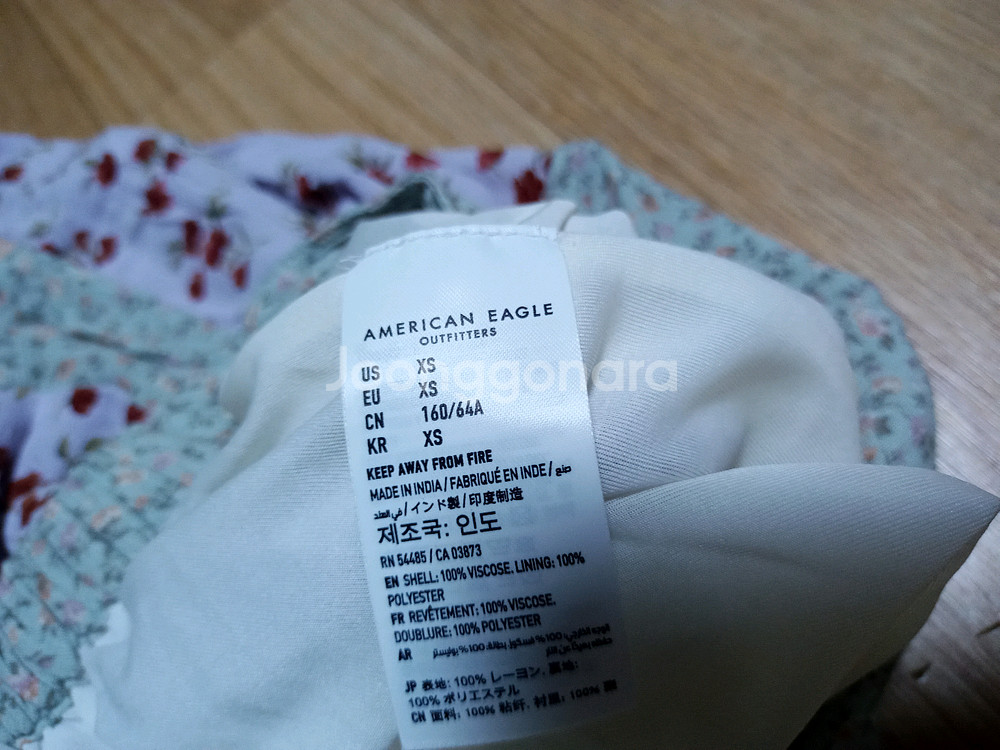 AMERICAN EAGLE
OUTFITTERS
Joonggonara
US XS
EU XS
CN 160/64A
KR XS
KEEP AWAY FROM FIRE
MADE IN INDIA / FABRIQUÉ EN INDE / صنع
في الهند / インド製 / 印度制造
제조국: 인도
RN 54485 / CA 03873
EN SHELL: 100% VISCOSE. LINING: 100%
POLYESTER
FR REVÊTEMENT: 100% VISCOSE.
DOUBLURE: 100% POLYESTER
AR
JP 表地: 100% レーヨン. 裏地:
100% ポリエステル
CN 面料: 100% 粘纤. 衬里: 100%